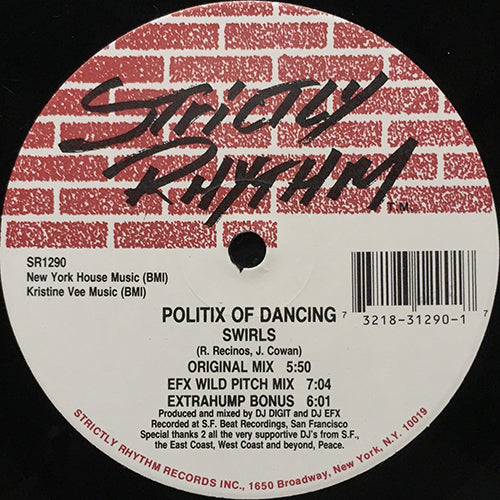 STRICTLY
RHYTHM
T.M.
SR1290
New York House Music (BMI)
Kristine Vee Music (BMI)
7 3218-31290-1 7
POLITIX OF DANCING
SWIRLS
(R. Recinos, J. Cowan)
ORIGINAL MIX 5:50
EFX WILD PITCH MIX 7:04
EXTRAHUMP BONUS 6:01
Produced and mixed by DJ DIGIT and DJ EFX
Recorded at S.F. Beat Recordings, San Francisco
Special thanks 2 all the very supportive DJ's from S.F.,
the East Coast, West Coast and beyond, Peace.
STRICTLY RHYTHM RECORDS INC., 1650 Broadway, New York, N.Y. 10019